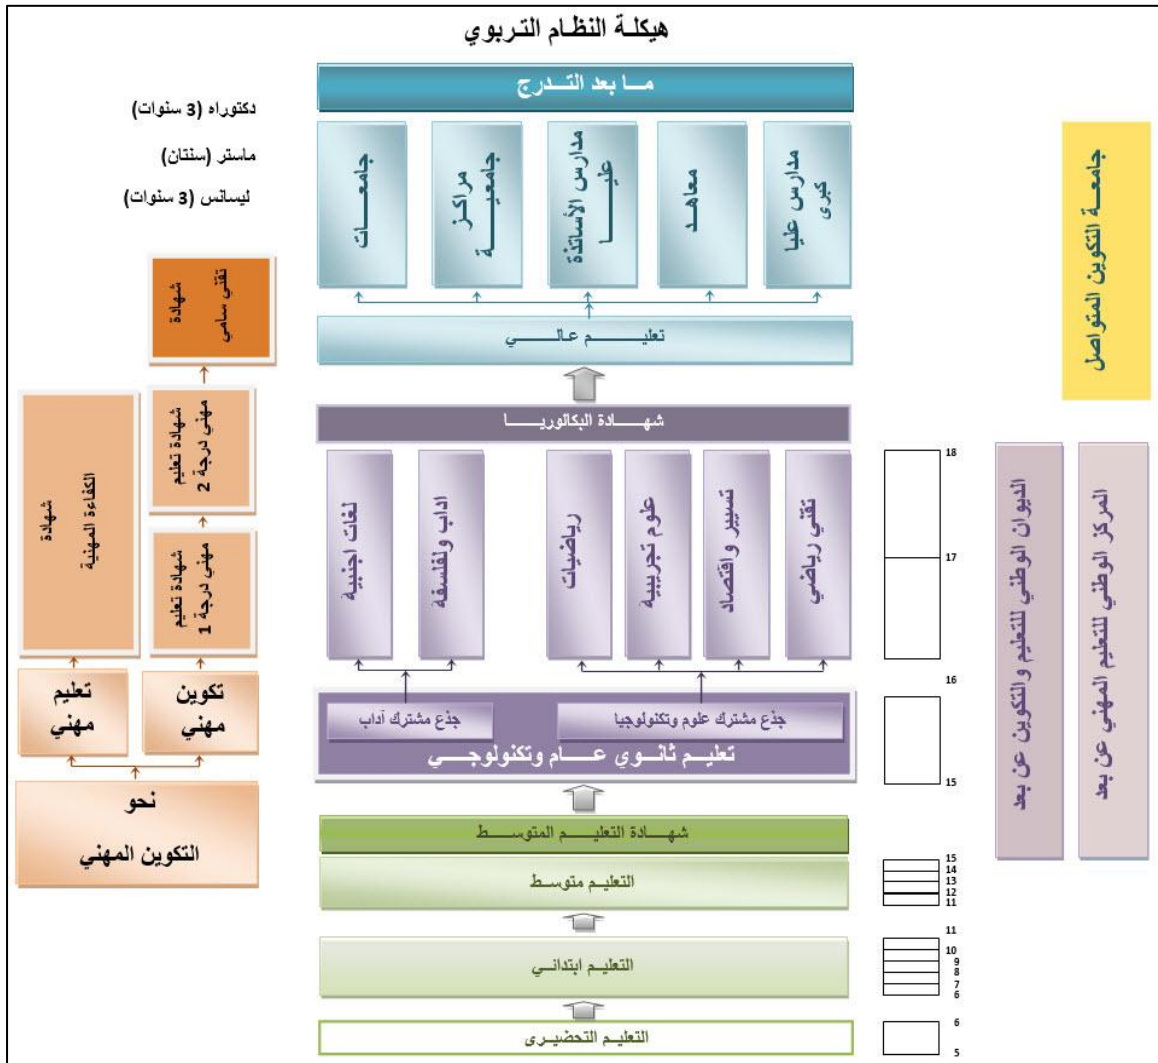 هيكلة النظام التربوي
ما بعد التدرج
دكتوراه (3 سنوات)
ماستر (سنتان)
ليسانس (3 سنوات)
مدارس عليا
كبرى
معاهد
مدارس الأساتذة
عليا
مراكز
جامعية
جامعات
جامعة التكوين المتواصل
تعليم عالي
شهادة
تقني سامي
شهادة البكالوريا
شهادة تعليم
مهني درجة 2
شهادة
الكفاءة المهنية
شهادة تعليم
مهني درجة 1
تقني رياضي
تسيير واقتصاد
علوم تجريبية
رياضيات
اداب ولفلسفة
لغات اجنبية
18
17
16
15
المركز الوطني للتعليم المهني عن بعد
الديوان الوطني للتعليم والتكوين عن بعد
تكوين
مهني
تعليم
مهني
جذع مشترك علوم وتكنولوجيا
جذع مشترك آداب
تعليم ثانوي عام وتكنولوجي
نحو
التكوين المهني
شهادة التعليم المتوسط
التعليم متوسط
15
14
13
12
11
التعليم ابتدائي
11
10
9
8
7
6
التعليم التحضيرى
6
5